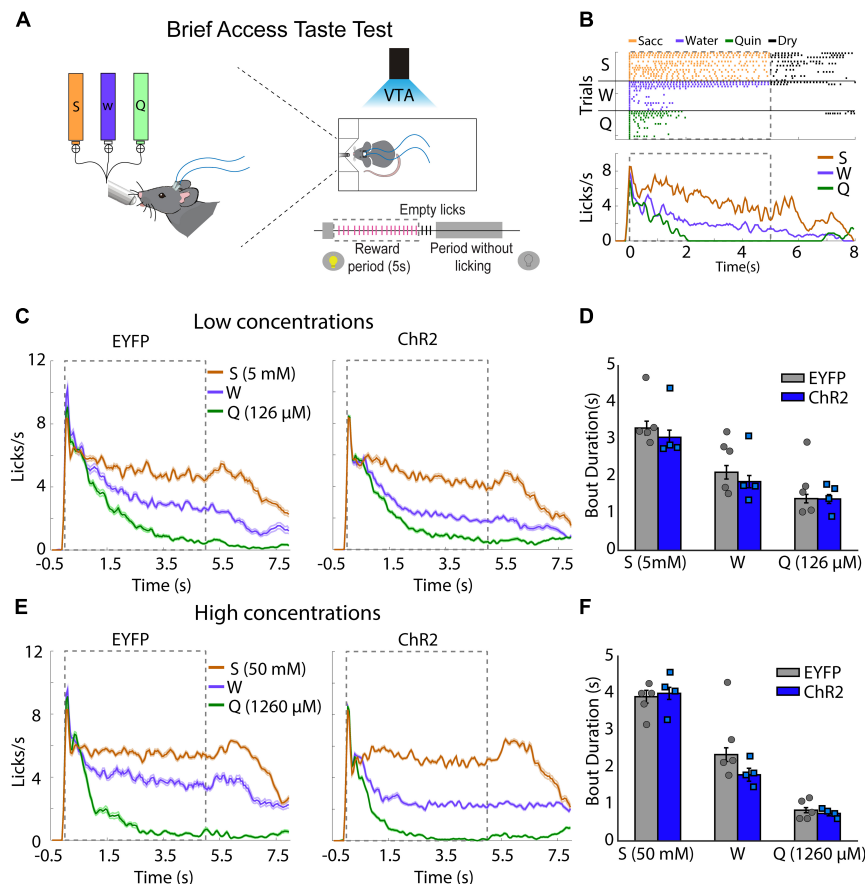 A
Brief Access Taste Test
S
W
Q
VTA
Empty licks
Reward
period (5s)
Period without
licking
B
Sacc
Water
Quin
Dry
Trials
S
W
Q
Licks/s
8
4
0
S
W
Q
0 1 2 3 4 5 6 7 8
Time(s)
C
Low concentrations
EYFP
ChR2
Licks/s
12
8
4
0
S (5 mM)
W
Q (126 µM)
-0.5 1.5 3.5 5.5 7.5
Time (s)
-0.5 1.5 3.5 5.5 7.5
Time (s)
D
Bout Duration(s)
5
4
3
2
1
0
EYFP
ChR2
S (5mM) W Q (126 µM)
E
High concentrations
EYFP
ChR2
Licks/s
12
8
4
0
S (50 mM)
W
Q (1260 µM)
-0.5 1.5 3.5 5.5 7.5
Time (s)
-0.5 1.5 3.5 5.5 7.5
Time (s)
F
Bout Duration (s)
5
4
3
2
1
0
EYFP
ChR2
S (50 mM) W Q (1260 µM)